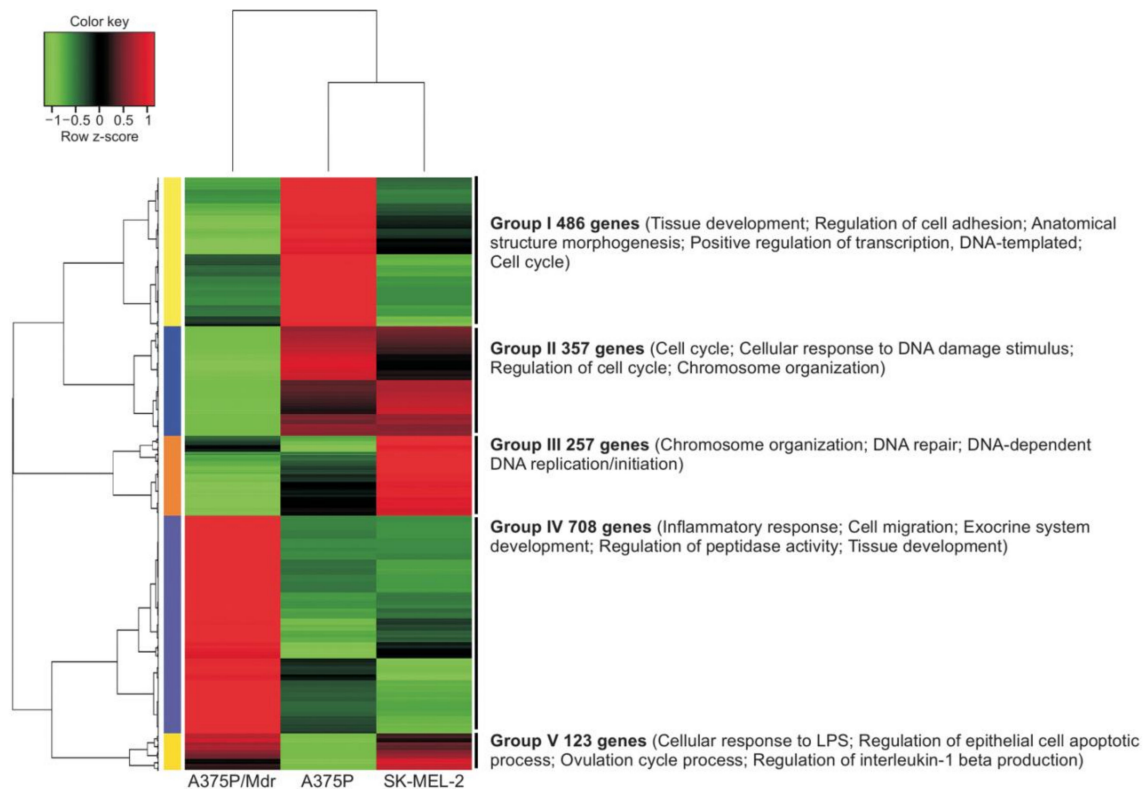 Color key
−1 −0.5 0 0.5 1
Row z-score
Group I 486 genes (Tissue development; Regulation of cell adhesion; Anatomical
structure morphogenesis; Positive regulation of transcription, DNA-templated;
Cell cycle)
Group II 357 genes (Cell cycle; Cellular response to DNA damage stimulus;
Regulation of cell cycle; Chromosome organization)
Group III 257 genes (Chromosome organization; DNA repair; DNA-dependent
DNA replication/initiation)
Group IV 708 genes (Inflammatory response; Cell migration; Exocrine system
development; Regulation of peptidase activity; Tissue development)
Group V 123 genes (Cellular response to LPS; Regulation of epithelial cell apoptotic
process; Ovulation cycle process; Regulation of interleukin-1 beta production)
A375P/Mdr A375P SK-MEL-2